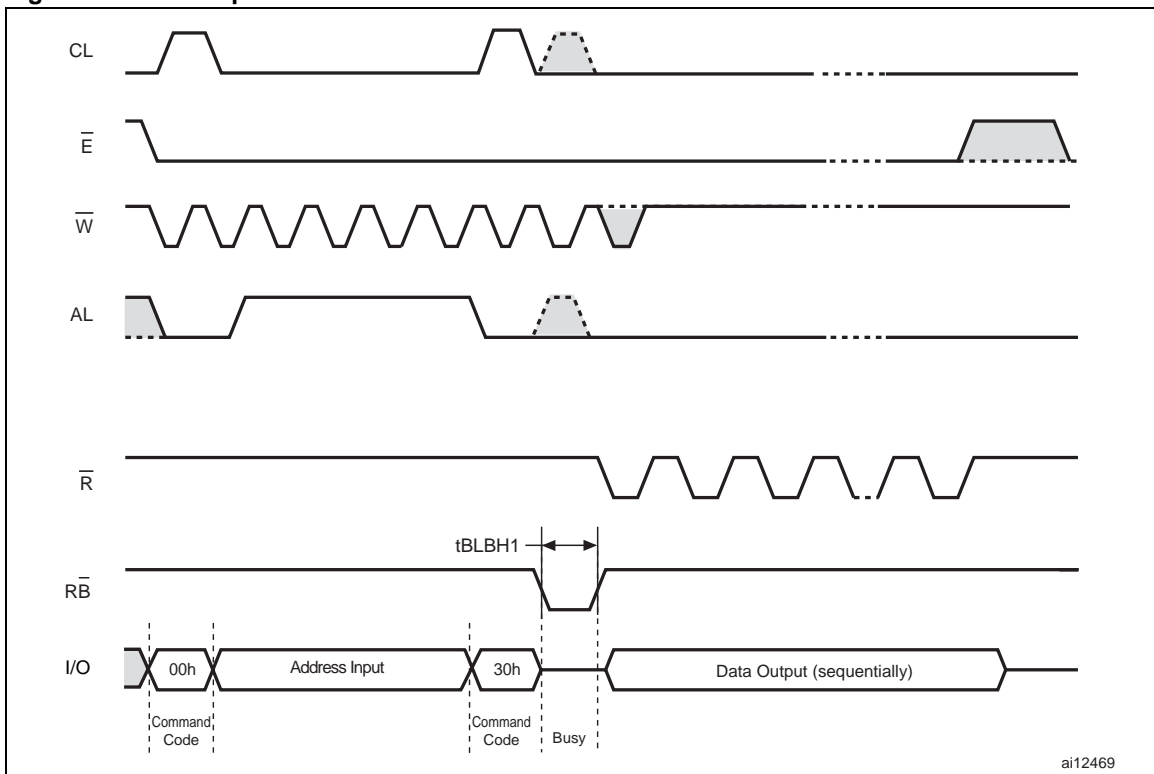 CL
E̅
W̅
AL
R̅
tBLBH1
RB̅
I/O
00h
Address Input
30h
Data Output (sequentially)
Command
Code
Command
Code
Busy
ai12469